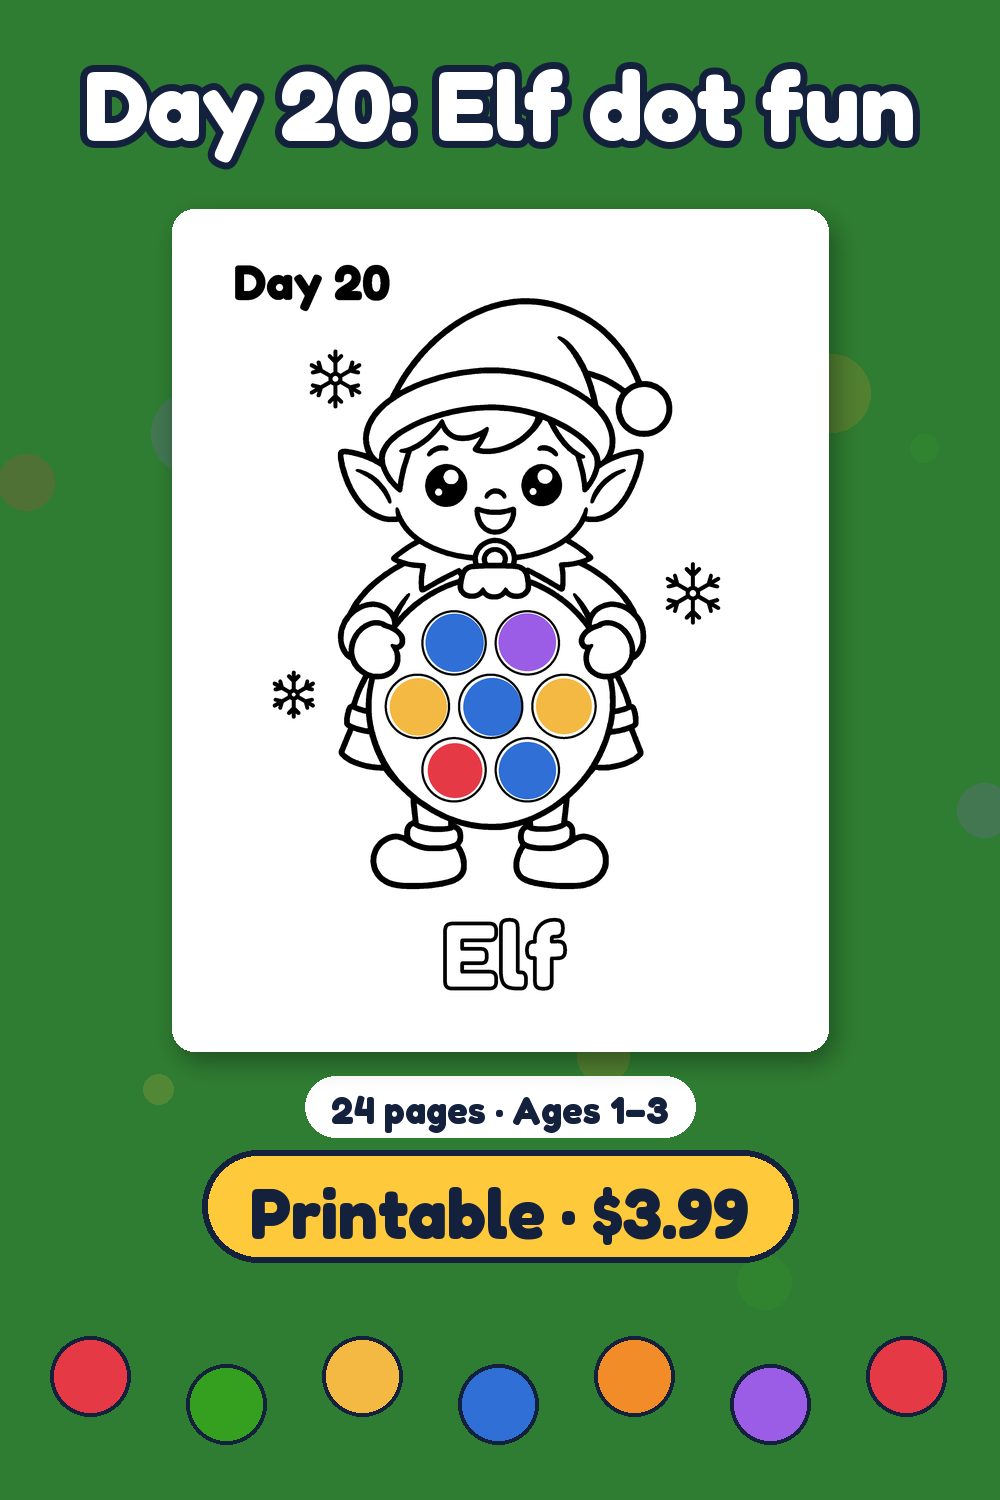 Day 20: Elf dot fun
Day 20
Elf
24 pages · Ages 1–3
Printable · $3.99